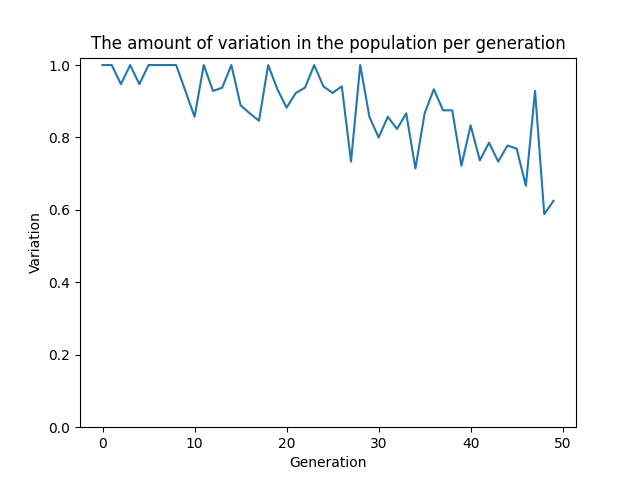 The amount of variation in the population per generation
1.0
0.8
0.6
0.4
0.2
0.0
Variation
0 10 20 30 40 50
Generation